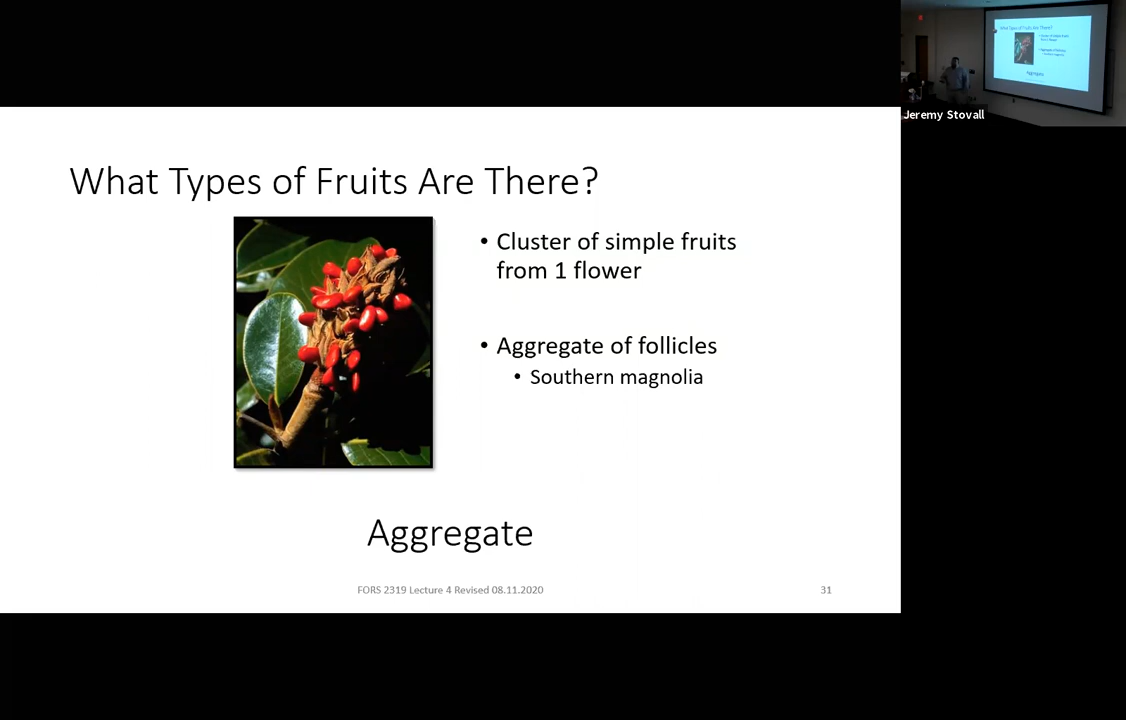 Jeremy Stovall
What Types of Fruits Are There?
• Cluster of simple fruits
from 1 flower
• Aggregate of follicles
• Southern magnolia
Aggregate
FORS 2319 Lecture 4 Revised 08.11.2020
31